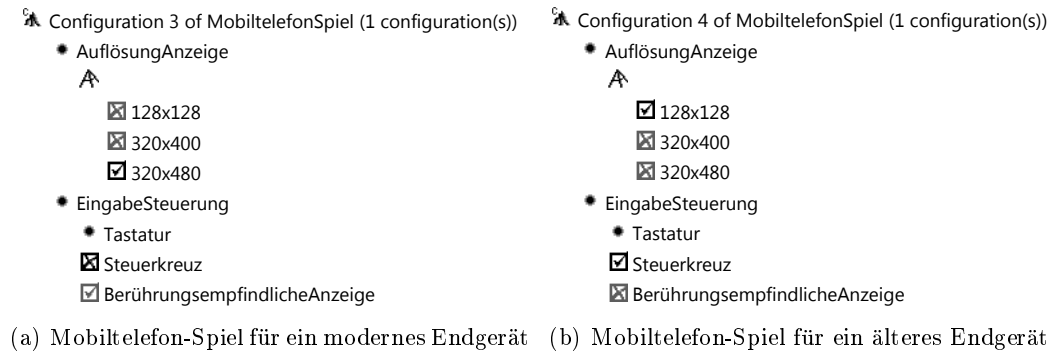 Configuration 3 of MobiltelefonSpiel (1 configuration(s))
AuflösungAnzeige
128x128
320x400
320x480
EingabeSteuerung
Tastatur
Steuerkreuz
BerührungsempfindlicheAnzeige
(a) Mobiltelefon-Spiel für ein modernes Endgerät
Configuration 4 of MobiltelefonSpiel (1 configuration(s))
AuflösungAnzeige
128x128
320x400
320x480
EingabeSteuerung
Tastatur
Steuerkreuz
BerührungsempfindlicheAnzeige
(b) Mobiltelefon-Spiel für ein älteres Endgerät